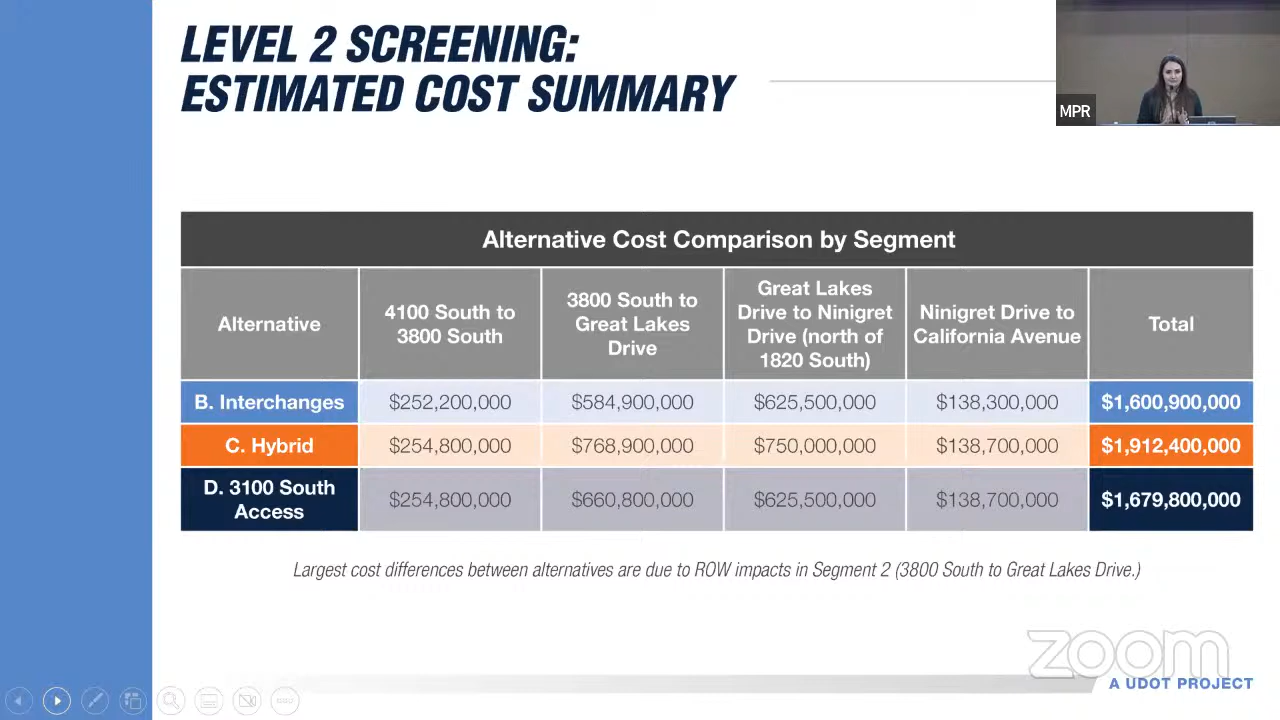 LEVEL 2 SCREENING:
ESTIMATED COST SUMMARY
MPR
Alternative Cost Comparison by Segment
Alternative
4100 South to
3800 South
3800 South to
Great Lakes
Drive
Great Lakes
Drive to Ninigret
Drive (north of
1820 South)
Ninigret Drive to
California Avenue
Total
B. Interchanges
$252,200,000
$584,900,000
$625,500,000
$138,300,000
$1,600,900,000
C. Hybrid
$254,800,000
$768,900,000
$750,000,000
$138,700,000
$1,912,400,000
D. 3100 South
Access
$254,800,000
$660,800,000
$625,500,000
$138,700,000
$1,679,800,000
Largest cost differences between alternatives are due to ROW impacts in Segment 2 (3800 South to Great Lakes Drive.)
zoom
A UDOT PROJECT